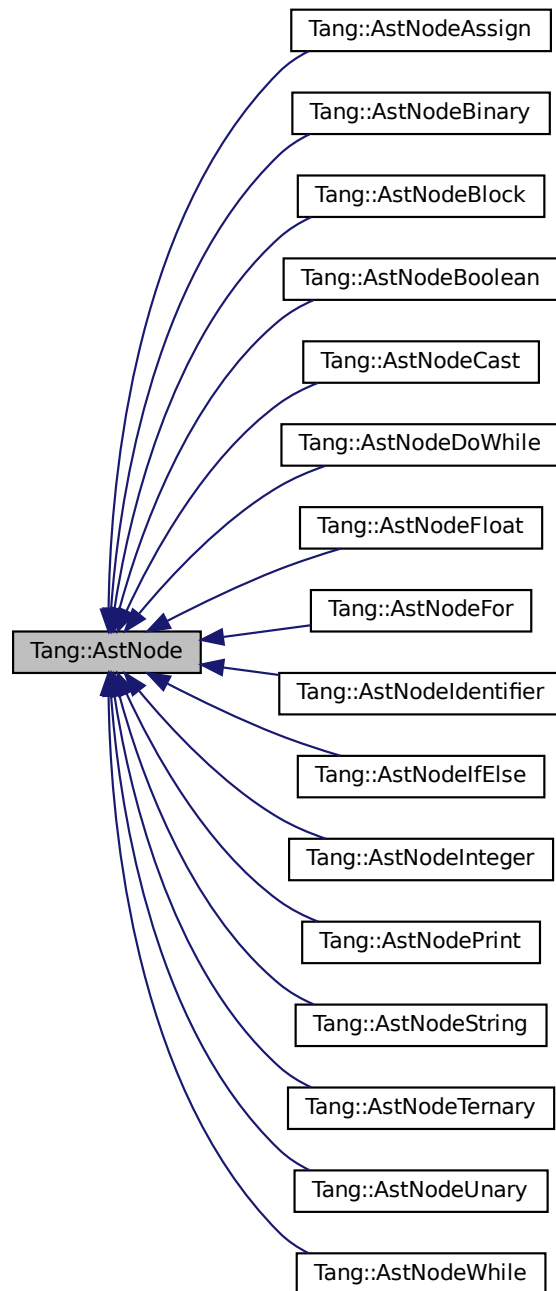 Tang::AstNodeAssign
Tang::AstNodeBinary
Tang::AstNodeBlock
Tang::AstNodeBoolean
Tang::AstNodeCast
Tang::AstNodeDoWhile
Tang::AstNodeFloat
Tang::AstNodeFor
Tang::AstNode
Tang::AstNodeIdentifier
Tang::AstNodeIfElse
Tang::AstNodeInteger
Tang::AstNodePrint
Tang::AstNodeString
Tang::AstNodeTernary
Tang::AstNodeUnary
Tang::AstNodeWhile